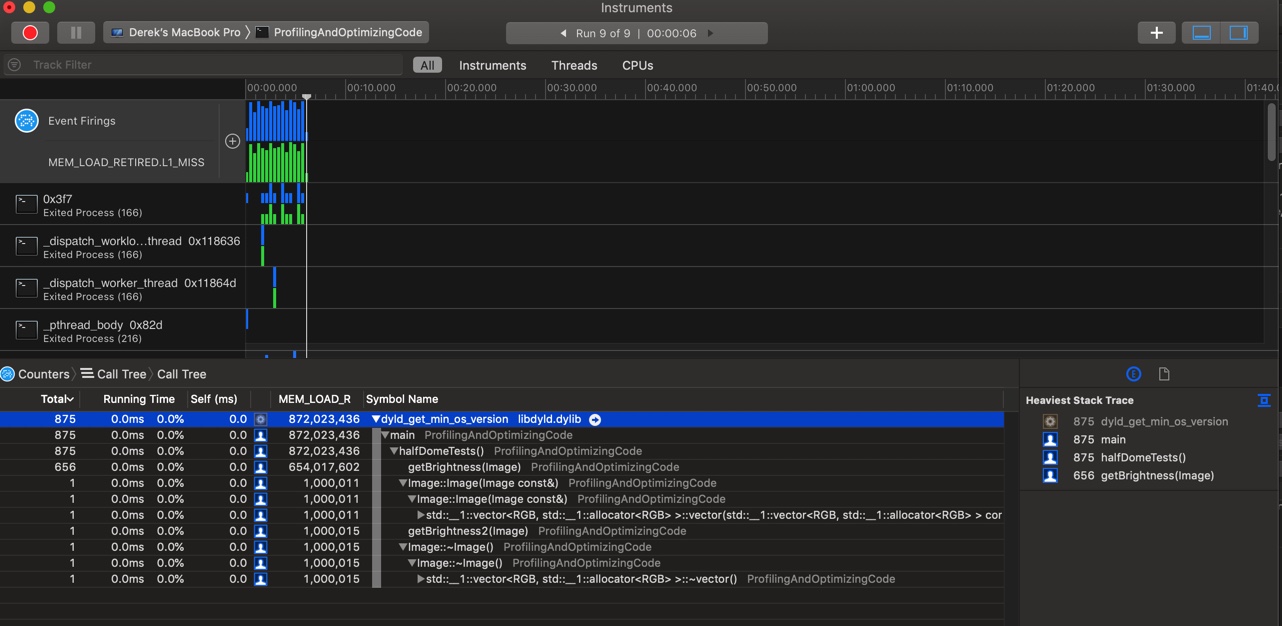 Instruments
Derek's MacBook Pro ProfilingAndOptimizingCode Run 9 of 9 | 00:00:06
Track Filter All Instruments Threads CPUs
00:00.000 00:10.000 00:20.000 00:30.000 00:40.000 00:50.000 01:00.000 01:10.000 01:20.000 01:30.000 01:40.
Event Firings
MEM_LOAD_RETIRED.L1_MISS
0x3f7
Exited Process (166)
_dispatch_worklo...thread 0x118636
Exited Process (166)
_dispatch_worker_thread 0x11864d
Exited Process (166)
_pthread_body 0x82d
Exited Process (216)
Counters Call Tree Call Tree
Total Running Time Self (ms) MEM_LOAD_R Symbol Name
875 0.0ms 0.0% 0.0 872,023,436 dyld_get_min_os_version libdyld.dylib
875 0.0ms 0.0% 0.0 872,023,436 main ProfilingAndOptimizingCode
875 0.0ms 0.0% 0.0 872,023,436 halfDomeTests() ProfilingAndOptimizingCode
656 0.0ms 0.0% 0.0 654,017,602 getBrightness(Image) ProfilingAndOptimizingCode
1 0.0ms 0.0% 0.0 1,000,011 Image::Image(Image const&) ProfilingAndOptimizingCode
1 0.0ms 0.0% 0.0 1,000,011 Image::Image(Image const&) ProfilingAndOptimizingCode
1 0.0ms 0.0% 0.0 1,000,011 std::__1::vector<RGB, std::__1::allocator<RGB> >::vector(std::__1::vector<RGB, std::__1::allocator<RGB> > con
1 0.0ms 0.0% 0.0 1,000,015 getBrightness2(Image) ProfilingAndOptimizingCode
1 0.0ms 0.0% 0.0 1,000,015 Image::~Image() ProfilingAndOptimizingCode
1 0.0ms 0.0% 0.0 1,000,015 Image::~Image() ProfilingAndOptimizingCode
1 0.0ms 0.0% 0.0 1,000,015 std::__1::vector<RGB, std::__1::allocator<RGB> >::~vector() ProfilingAndOptimizingCode
E
Heaviest Stack Trace
875 dyld_get_min_os_version
875 main
875 halfDomeTests()
656 getBrightness(Image)